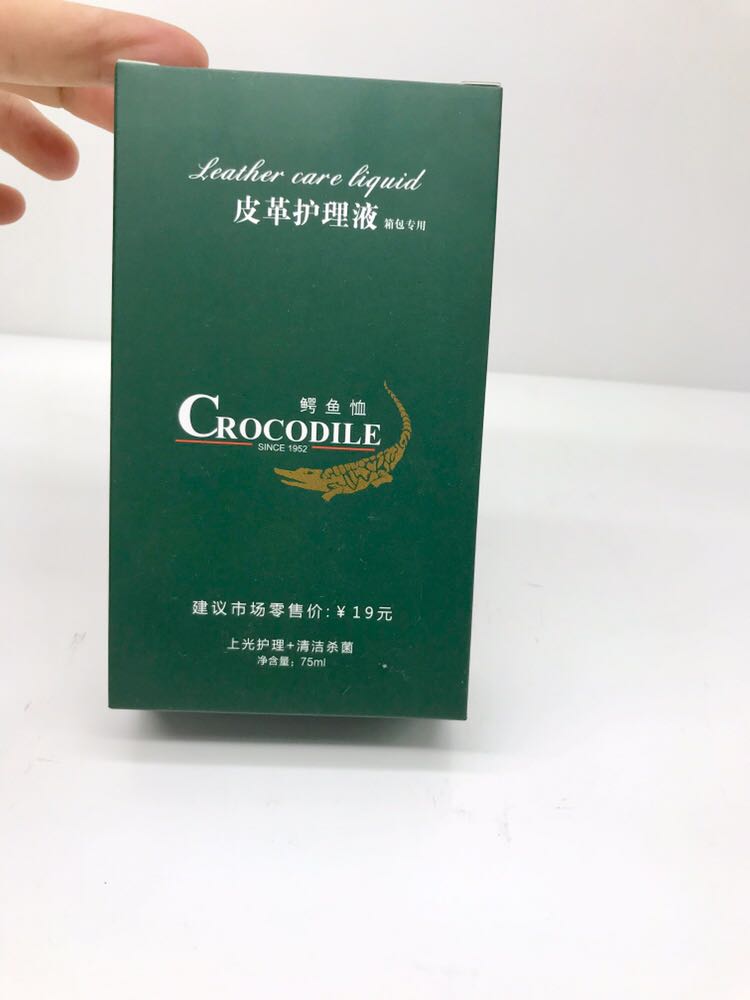 Leather care liquid
皮革护理液 箱包专用
鳄鱼恤
CROCODILE
SINCE 1952
建议市场零售价:¥19元
上光护理+清洁杀菌
净含量:75ml